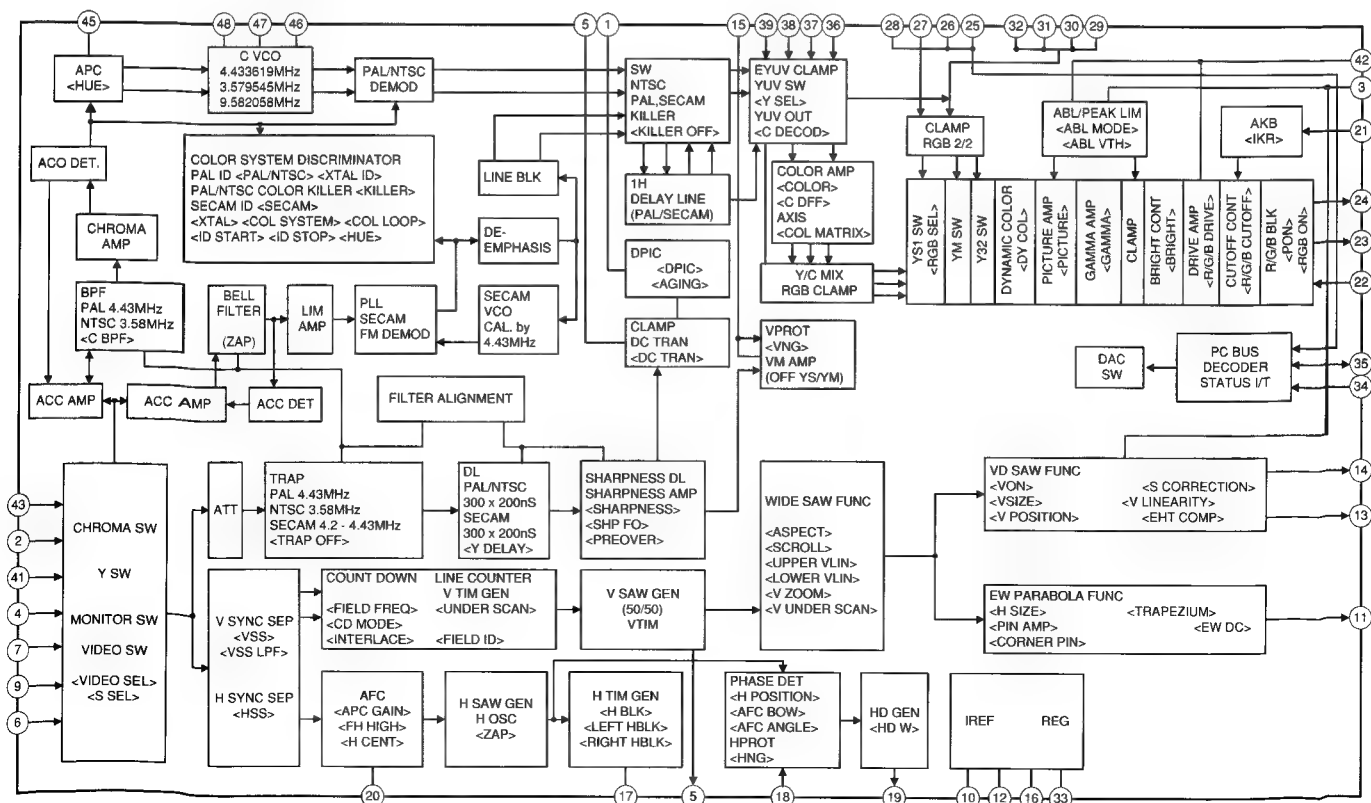 45
48
47
46
5
1
15
39
38
37
36
28
27
26
25
32
31
30
29
42
3
21
24
23
22
35
34
14
13
11
43
2
41
4
7
9
6
20
17
5
18
19
10
12
16
33
APC
<HUE>
C VCO
4.433619MHz
3.579545MHz
9.582058MHz
PAL/NTSC
DEMOD
SW
NTSC
PAL,SECAM
KILLER
<KILLER OFF>
EYUV CLAMP
YUV SW
<Y SEL>
YUV OUT
<C DECOD>
CLAMP
RGB 2/2
ABL/PEAK LIM
<ABL MODE>
<ABL VTH>
AKB
<IKR>
ACO DET.
COLOR SYSTEM DISCRIMINATOR
PAL ID <PAL/NTSC> <XTAL ID>
PAL/NTSC COLOR KILLER <KILLER>
SECAM ID <SECAM>
<XTAL> <COL SYSTEM> <COL LOOP>
<ID START> <ID STOP> <HUE>
LINE BLK
1H
DELAY LINE
(PAL/SECAM)
COLOR AMP
<COLOR>
<C DFF>
AXIS
<COL MATRIX>
CHROMA
AMP
DE-
EMPHASIS
DPIC
<DPIC>
<AGING>
Y/C MIX
RGB CLAMP
YS1 SW
<RGB SEL>
YM SW
Y32 SW
DYNAMIC COLOR
<DY COL>
PICTURE AMP
<PICTURE>
GAMMA AMP
<GAMMA>
CLAMP
BRIGHT CONT
<BRIGHT>
DRIVE AMP
<R/G/B DRIVE>
CUTOFF CONT
<R/G/B CUTOFF>
R/G/B BLK
<PON>
<RGB ON>
BPF
PAL 4.43MHz
NTSC 3.58MHz
<C BPF>
BELL
FILTER
(ZAP)
LIM
AMP
PLL
SECAM
FM DEMOD
SECAM
VCO
CAL. by
4.43MHz
CLAMP
DC TRAN
<DC TRAN>
VPROT
<VNG>
VM AMP
(OFF YS/YM)
DAC
SW
PC BUS
DECODER
STATUS I/T
ACC AMP
ACC AMP
ACC DET
FILTER ALIGNMENT
CHROMA SW
Y SW
MONITOR SW
VIDEO SW
<VIDEO SEL>
<S SEL>
ATT
TRAP
PAL 4.43MHz
NTSC 3.58MHz
SECAM 4.2 - 4.43MHz
<TRAP OFF>
DL
PAL/NTSC
300 x 200nS
SECAM
300 x 200nS
<Y DELAY>
SHARPNESS DL
SHARPNESS AMP
<SHARPNESS>
<SHP FO>
<PREOVER>
WIDE SAW FUNC
<ASPECT>
<SCROLL>
<UPPER VLIN>
<LOWER VLIN>
<V ZOOM>
<V UNDER SCAN>
VD SAW FUNC
<VON> <S CORRECTION>
<VSIZE> <V LINEARITY>
<V POSITION> <EHT COMP>
V SYNC SEP
<VSS>
<VSS LPF>
H SYNC SEP
<HSS>
COUNT DOWN LINE COUNTER
V TIM GEN
<FIELD FREQ> <UNDER SCAN>
<CD MODE>
<INTERLACE> <FIELD ID>
V SAW GEN
(50/50)
VTIM
EW PARABOLA FUNC
<H SIZE> <TRAPEZIUM>
<PIN AMP> <EW DC>
<CORNER PIN>
AFC
<APC GAIN>
<FH HIGH>
<H CENT>
H SAW GEN
H OSC
<ZAP>
H TIM GEN
<H BLK>
<LEFT HBLK>
<RIGHT HBLK>
PHASE DET
<H POSITION>
<AFC BOW>
<AFC ANGLE>
HPROT
<HNG>
HD GEN
<HD W>
IREF REG